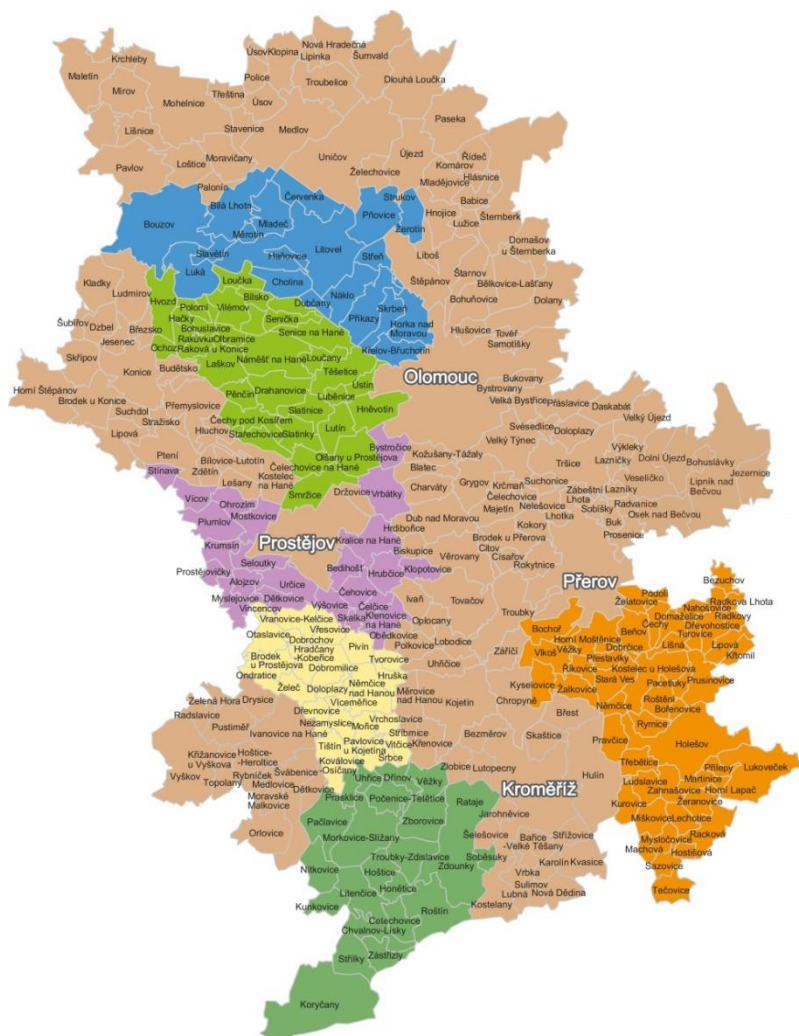 Nová Hradečná
Úsov Klopina
Lipinka
Šumvald
Krchleby
Maletín
Police
Troubelice
Dlouhá Loučka
Mírov
Třeština
Mohelnice
Úsov
Paseka
Líšnice
Stavenice
Medlov
Řídeč
Pavlov
Loštice
Moravičany
Uničov
Újezd
Komárov
Hlásnice
Želechovice
Mladějovice
Palonín
Strukov
Babice
Bouzov
Bílá Lhota
Červenka
Pňovice
Hnojice
Šternberk
Mladeč
Žerotín
Lužice
Měrotín
Domašov
u Šternberka
Slavětín
Litovel
Haňovice
Střeň
Liboš
Luká
Cholina
Štěpánov
Štarnov
Bělkovice-Lašťany
Kladky
Loučka
Náklo
Bohuňovice
Dolany
Ludmírov
Hvozd
Bílsko
Dubčany
Skrbeň
Polomí
Vilémov
Příkazy
Horka nad
Moravou
Hačky
Senička
Hlušovice
Tovéř
Samotíšky
Šubířov
Dzbel
Březsko
Bohuslavice
Senice na Hané
Jesenec
Rakůvka
Olbramice
Ochoz
Raková u Konice
Křelov-Břuchotín
Skřípov
Náměšť na Hané
Loučany
Konice
Budětsko
Laškov
Těšetice
Olomouc
Bukovany
Bystrovany
Horní Štěpánov
Ústín
Velká Bystřice
Přáslavice
Daskabát
Brodek u Konice
Pěnčín
Drahanovice
Luběnice
Velký Újezd
Suchdol
Přemyslovice
Hněvotín
Svésedlice
Stražisko
Čechy pod Kosířem
Slatinice
Doloplazy
Lipová
Hluchov
Stařechovice
Slatinky
Lutín
Velký Týnec
Výkleky
Bystročice
Kožušany-Tážaly
Lazničky
Dolní Újezd
Bohuslávky
Olšany u Prostějova
Ptení
Bílovice-Lutotín
Čelechovice na Hané
Blatec
Tršice
Veselíčko
Jezernice
Stínava
Zdětín
Kostelec
na Hané
Grygov
Krčmaň
Suchonice
Zábeštní
Lhota
Lazníky
Lipník nad
Bečvou
Lešany
Charváty
Čelechovice
Smržice
Držovice
Vrbátky
Majetín
Nelešovice
Radvanice
Vícov
Ohrozim
Sobíšky
Osek nad Bečvou
Mostkovice
Dub nad Moravou
Kokory
Lhotka
Buk
Plumlov
Hrdibořice
Prosenice
Krumsín
Prostějov
Kralice na Hané
Biskupice
Brodek u Přerova
Citov
Věrovany
Císařov
Seloutky
Bedihošť
Rokytnice
Prostějovičky
Hrubčice
Klopotovice
Bezuchov
Alojzov
Určice
Přerov
Podolí
Myslejovice
Dětkovice
Čehovice
Ivaň
Tovačov
Želatovice
Nahošovice
Radkova Lhota
Vincencov
Výšovice
Čelčice
Domaželice
Radkovy
Skalka
Klenovice
na Hané
Oplocany
Troubky
Bochoř
Čechy
Dřevohostice
Vranovice-Kelčice
Obědkovice
Horní Moštěnice
Beňov
Turovice
Vřesovice
Polkovice
Lobodice
Vlkoš
Věžky
Dobrčice
Líšná
Lipová
Otaslavice
Dobrochov
Přestavlky
Křtomil
Hradčany
-Kobeřice
Pivín
Záříčí
Říkovice
Kostelec u Holešova
Brodek
u Prostějova
Tvorovice
Uhřičice
Stará Ves
Dobromilice
Pacetluky
Prusinovice
Ondratice
Hruška
Kyselovice
Žalkovice
Roštění
Želeč
Doloplazy
Němčice
nad Hanou
Měrovice
nad Hanou
Němčice
Bořenovice
Zelená Hora
Drysice
Víceměřice
Kojetín
Chropyně
Radslavice
Dřevnovice
Břest
Rymice
Pustiměř
Nezamyslice
Vrchoslavice
Ivanovice na Hané
Mořice
Stříbrnice
Skaštice
Pravčice
Holešov
Křižanovice
u Vyškova
Hoštice
-Heroltice
Tištín
Pavlovice
u Kojetína
Vitčice
Křenovice
Bezměrov
Třebětice
Přílepy
Lukoveček
Vyškov
Rybníček
Švábenice
Koválovice
-Osíčany
Srbce
Zlobice
Lutopecny
Hulín
Ludslavice
Martinice
Topolany
Medlovice
Uhřice
Dřínov
Věžky
Zahnašovice
Horní Lapač
Moravské
Málkovice
Dětkovice
Prasklice
Počenice-Tetětice
Rataje
Kroměříž
Kurovice
Žeranovice
Jarohněvice
Míškovice
Lechotice
Pačlavice
Zborovice
Racková
Orlovice
Morkovice-Slížany
Šelešovice
Bařice
-Velké Těšany
Střížovice
Machová
Mysločovice
Hostišová
Troubky-Zdislavice
Soběsuky
Karolín
Kvasice
Sazovice
Nítkovice
Hoštice
Zdounky
Vrbka
Honětice
Sulimov
Tečovice
Litenčice
Lubná
Nová Dědina
Kunkovice
Roštín
Kostelany
Cetechovice
Chvalnov-Lísky
Zástřizly
Střílky
Koryčany